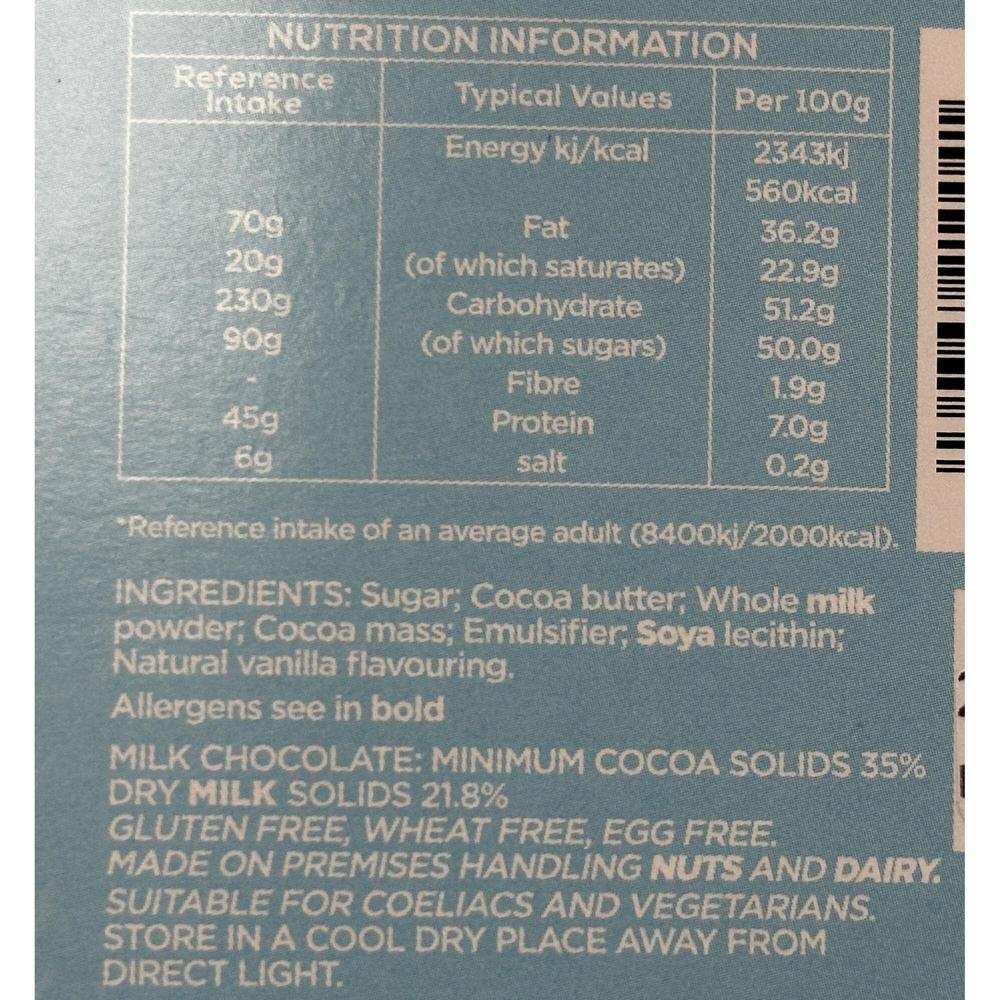 NUTRITION INFORMATION
Reference Intake Typical Values Per 100g
Energy kj/kcal 2343kj
560kcal
70g Fat 36.2g
20g (of which saturates) 22.9g
230g Carbohydrate 51.2g
90g (of which sugars) 50.0g
- Fibre 1.9g
45g Protein 7.0g
6g salt 0.2g
*Reference intake of an average adult (8400kj/2000kcal).
INGREDIENTS: Sugar; Cocoa butter; Whole milk
powder; Cocoa mass; Emulsifier; Soya lecithin;
Natural vanilla flavouring.
Allergens see in bold
MILK CHOCOLATE: MINIMUM COCOA SOLIDS 35%
DRY MILK SOLIDS 21.8%
GLUTEN FREE, WHEAT FREE, EGG FREE.
MADE ON PREMISES HANDLING NUTS AND DAIRY.
SUITABLE FOR COELIACS AND VEGETARIANS.
STORE IN A COOL DRY PLACE AWAY FROM
DIRECT LIGHT.